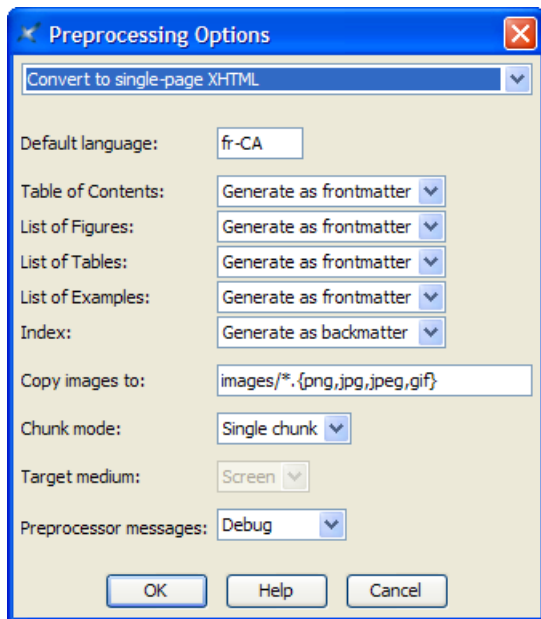 Preprocessing Options
Convert to single-page XHTML
Default language: fr-CA
Table of Contents: Generate as frontmatter
List of Figures: Generate as frontmatter
List of Tables: Generate as frontmatter
List of Examples: Generate as frontmatter
Index: Generate as backmatter
Copy images to: images/*.{png,jpg,jpeg,gif}
Chunk mode: Single chunk
Target medium: Screen
Preprocessor messages: Debug
OK Help Cancel